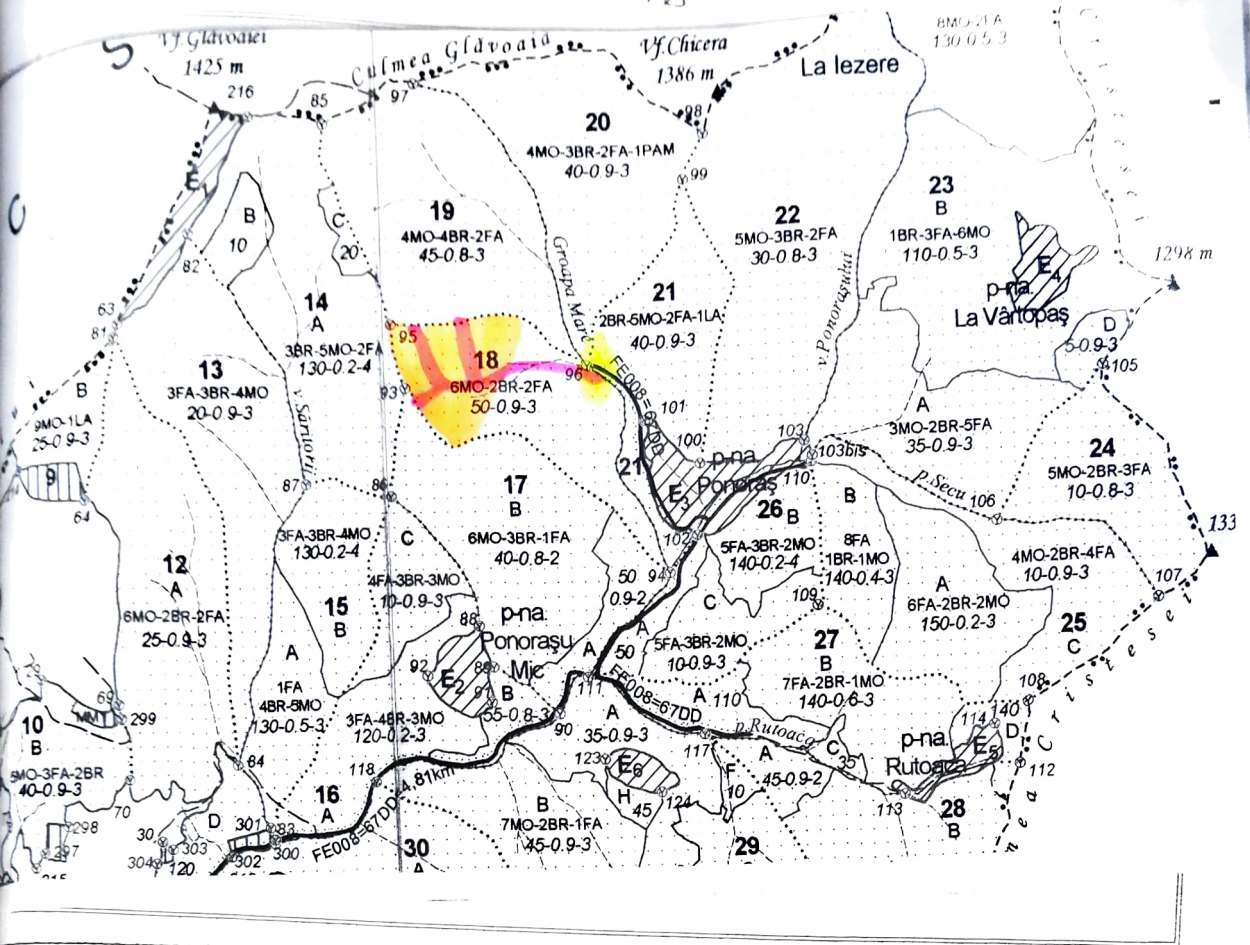 Vf.Glăvoaiei
1425 m
216
85
Culmea Glăvoaia
97
Vf.Chicera
1386 m
98
La Iezere
8MO-2FA
130-0.5-3
20
4MO-3BR-2FA-1PAM
40-0.9-3
99
E1
B
10
C
20
82
19
4MO-4BR-2FA
45-0.8-3
Groapa Mare
22
5MO-3BR-2FA
30-0.8-3
v.Ponorașului
23
B
1BR-3FA-6MO
110-0.5-3
E4
p-na.
La Vârtopaș
1298 m
63
81
14
A
3BR-5MO-2FA
130-0.2-4
95
21
2BR-5MO-2FA-1LA
40-0.9-3
D
5-0.9-3
105
B
9MO-1LA
25-0.9-3
13
3FA-3BR-4MO
20-0.9-3
93
18
6MO-2BR-2FA
50-0.9-3
96
101
100
103
103bis
A
3MO-2BR-5FA
35-0.9-3
24
5MO-2BR-3FA
10-0.8-3
9
64
87
86
17
B
6MO-3BR-1FA
40-0.8-2
21
p-na
Ponoraș
E3
110
p.Secu
106
133
12
A
6MO-2BR-2FA
25-0.9-3
3FA-3BR-4MO
130-0.2-4
C
4FA-3BR-3MO
10-0.9-3
102
26
B
5FA-3BR-2MO
140-0.2-4
B
8FA
1BR-1MO
140-0.4-3
4MO-2BR-4FA
10-0.9-3
107
15
B
50
0.9-2
94
C
109
A
6FA-2BR-2MO
150-0.2-3
25
C
88
p-na.
Ponorașu
Mic
A
50
5FA-3BR-2MO
10-0.9-3
27
B
7FA-2BR-1MO
140-0.6-3
A
92
E2
89
91
B
55-0.8-3
A
111
FE008=67DD
A
110
108
69
299
MMT
1FA
4BR-5MO
130-0.5-3
3FA-4BR-3MO
120-0.2-3
90
A
35-0.9-3
p.Rutoaca
117
114
140
D
10
B
5MO-3FA-2BR
40-0.9-3
84
118
123
E6
H
45
124
F
10
A
45-0.9-2
C
35
p-na.
Rutoaca
E5
112
113
70
16
A
FE008=67DD-4.81km
B
7MO-2BR-1FA
45-0.9-3
28
B
D
301
83
300
302
298
297
30
303
304
120
30
A
29